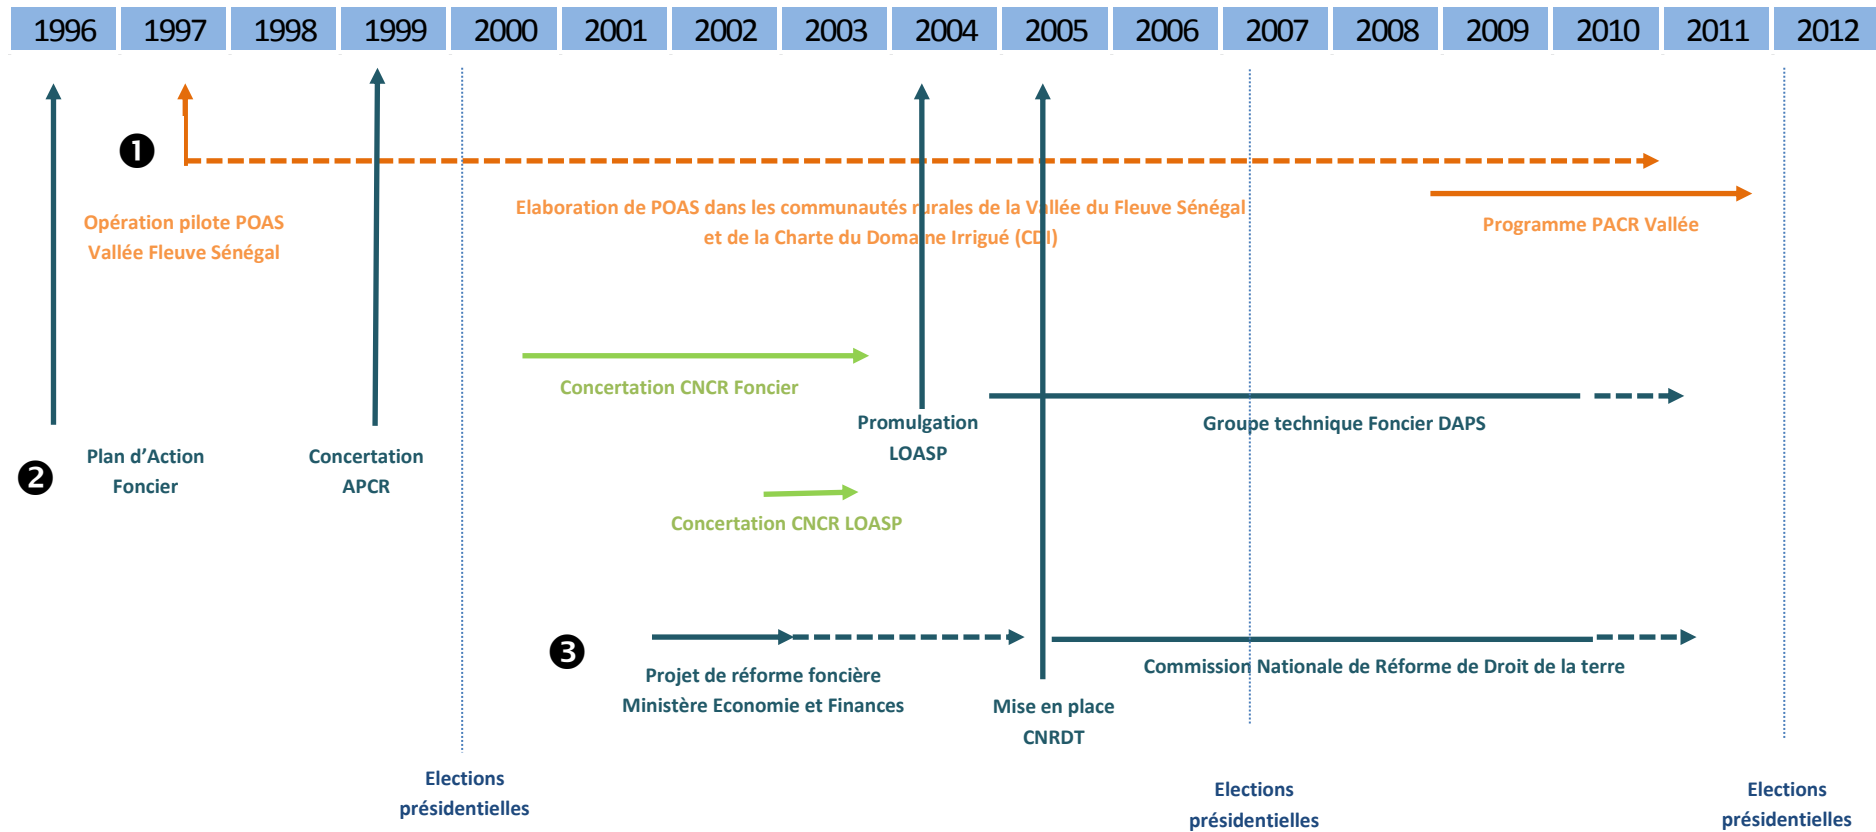 1996 1997 1998 1999 2000 2001 2002 2003 2004 2005 2006 2007 2008 2009 2010 2011 2012
❶
Opération pilote POAS
Vallée Fleuve Sénégal
Elaboration de POAS dans les communautés rurales de la Vallée du Fleuve Sénégal
et de la Charte du Domaine Irrigué (CDI)
Programme PACR Vallée
Concertation CNCR Foncier
Promulgation
LOASP
Groupe technique Foncier DAPS
❷
Plan d’Action
Foncier
Concertation
APCR
Concertation CNCR LOASP
❸
Projet de réforme foncière
Ministère Economie et Finances
Mise en place
CNRDT
Commission Nationale de Réforme de Droit de la terre
Elections
présidentielles
Elections
présidentielles
Elections
présidentielles